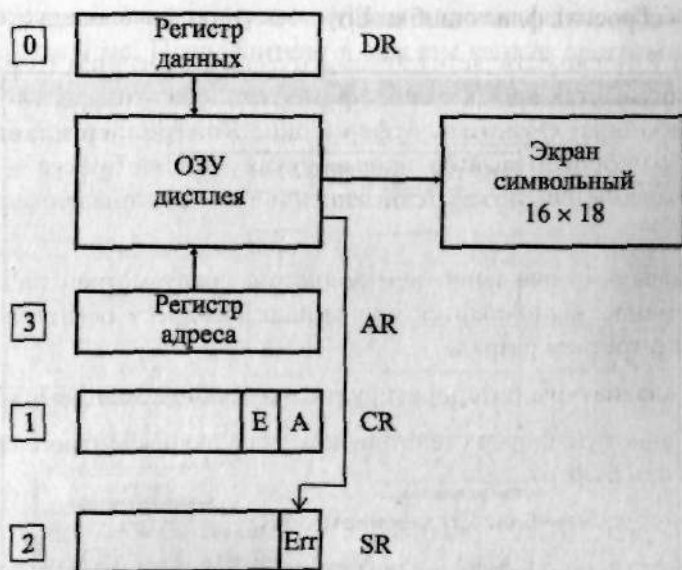 0
Регистр
данных
DR
ОЗУ
дисплея
Экран
символьный
16 × 18
3
Регистр
адреса
AR
1
E
A
CR
2
Err
SR